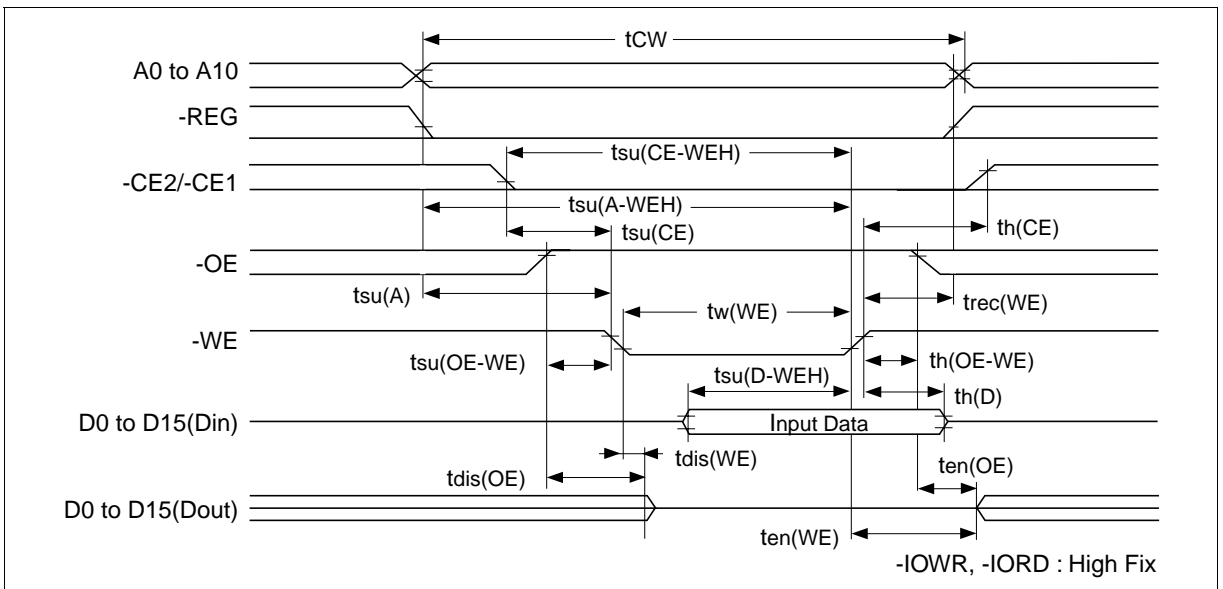 tCW
A0 to A10
-REG
tsu(CE-WEH)
-CE2/-CE1
tsu(A-WEH)
tsu(CE)
th(CE)
-OE
tsu(A)
trec(WE)
tw(WE)
-WE
tsu(OE-WE)
th(OE-WE)
tsu(D-WEH)
th(D)
D0 to D15(Din)
Input Data
tdis(WE)
ten(OE)
tdis(OE)
D0 to D15(Dout)
ten(WE)
-IOWR, -IORD : High Fix